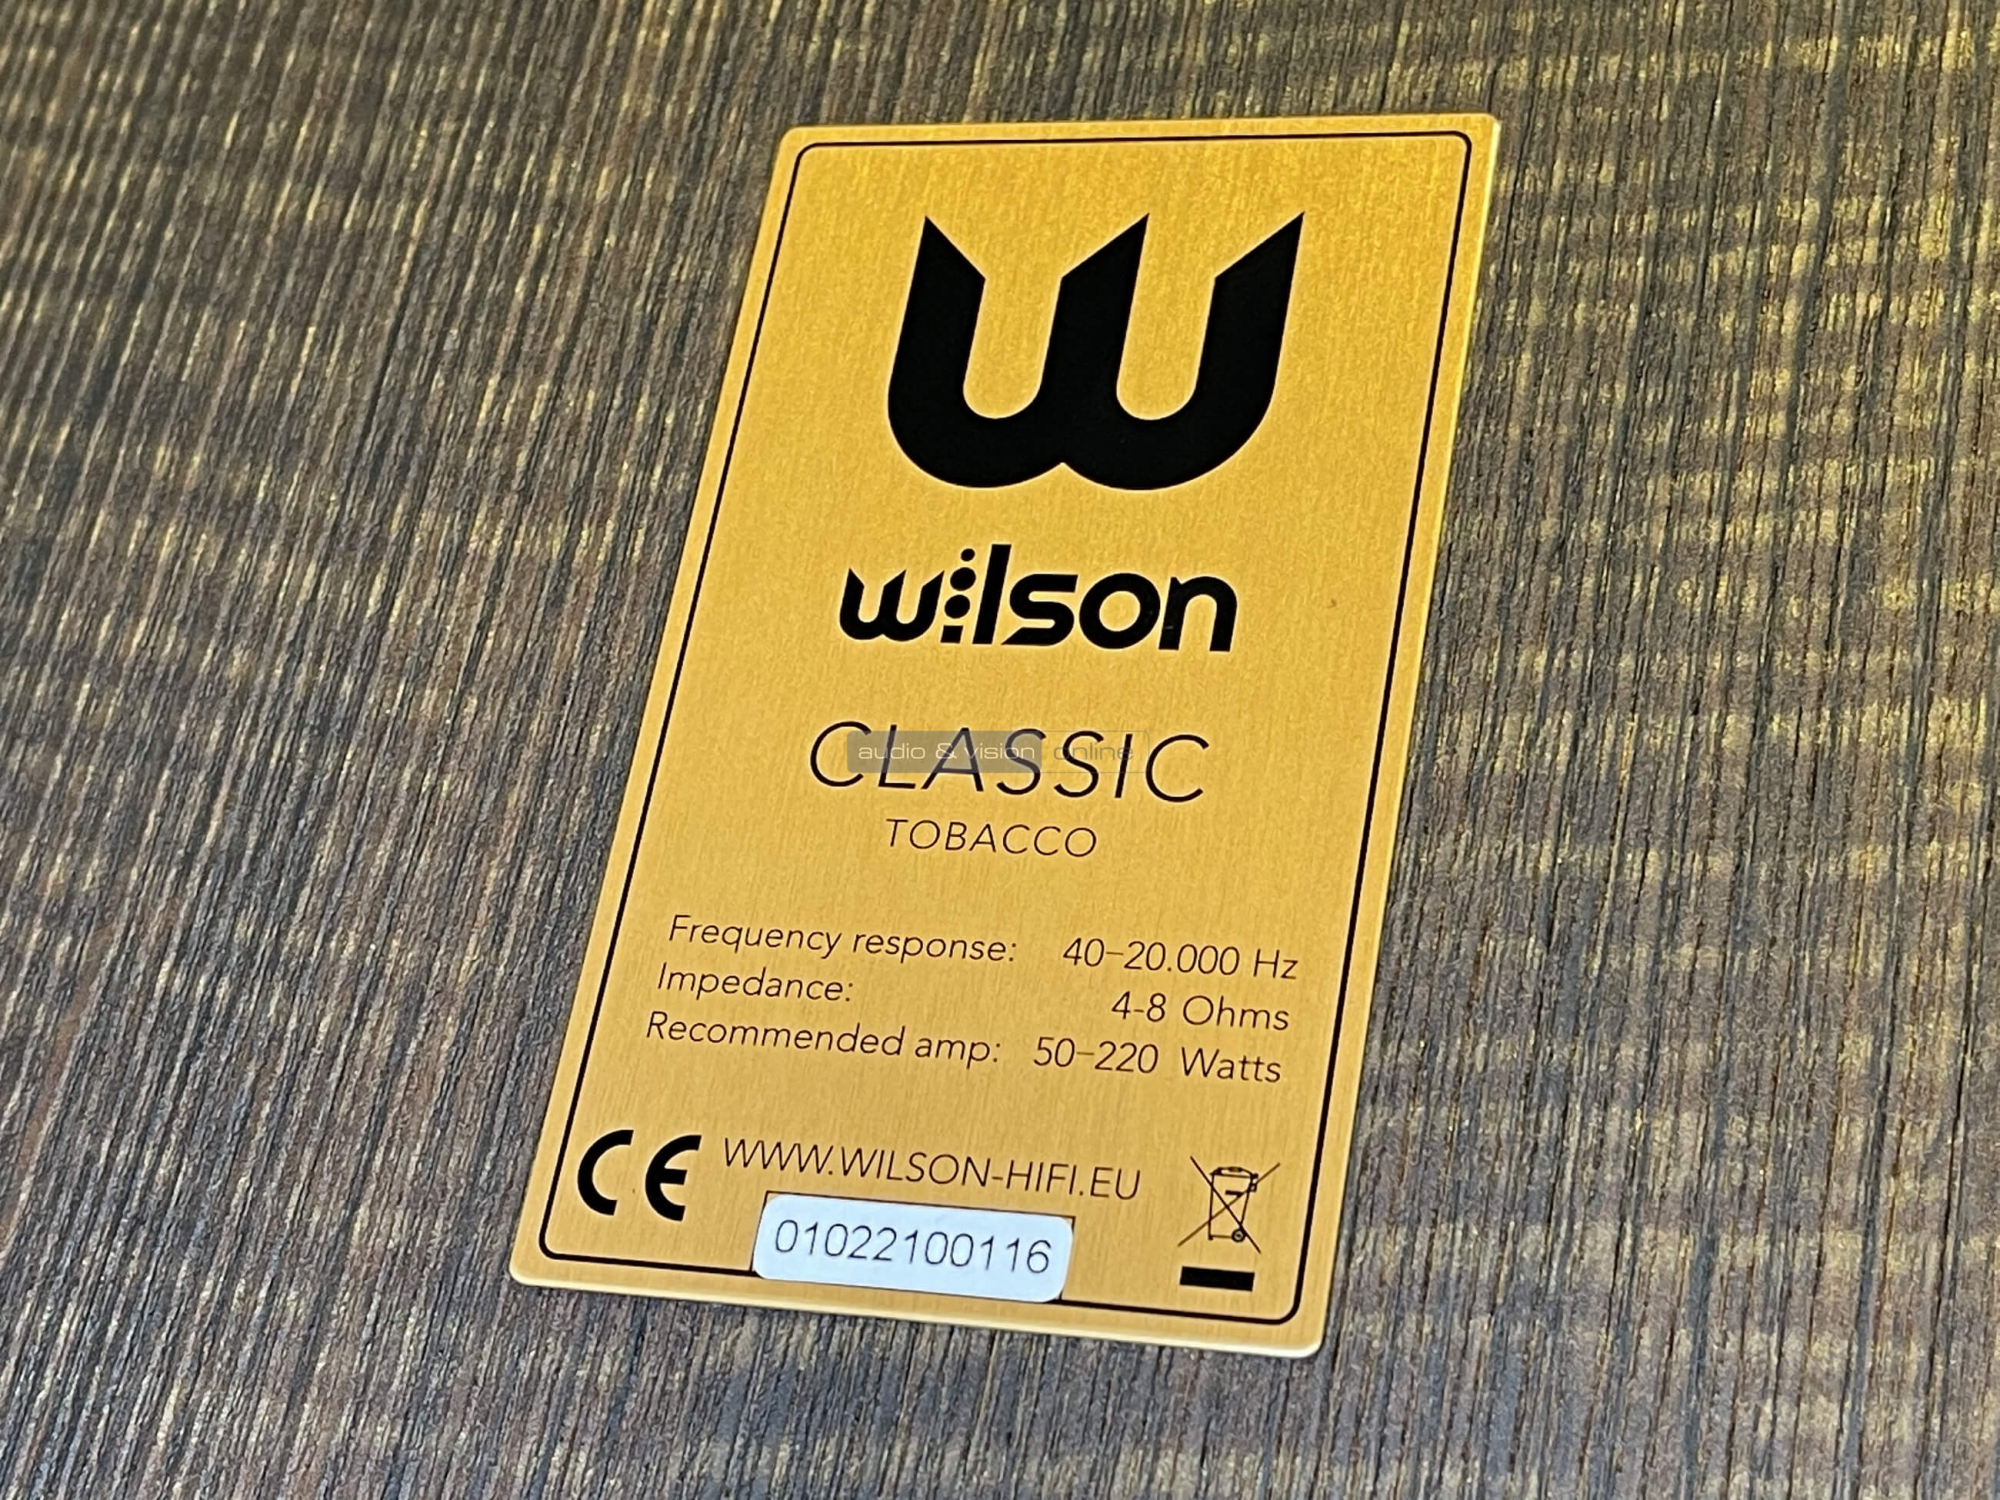 wilson
CLASSIC
audio & vision online
TOBACCO
Frequency response: 40–20.000 Hz
Impedance: 4-8 Ohms
Recommended amp: 50–220 Watts
CE WWW.WILSON-HIFI.EU
01022100116